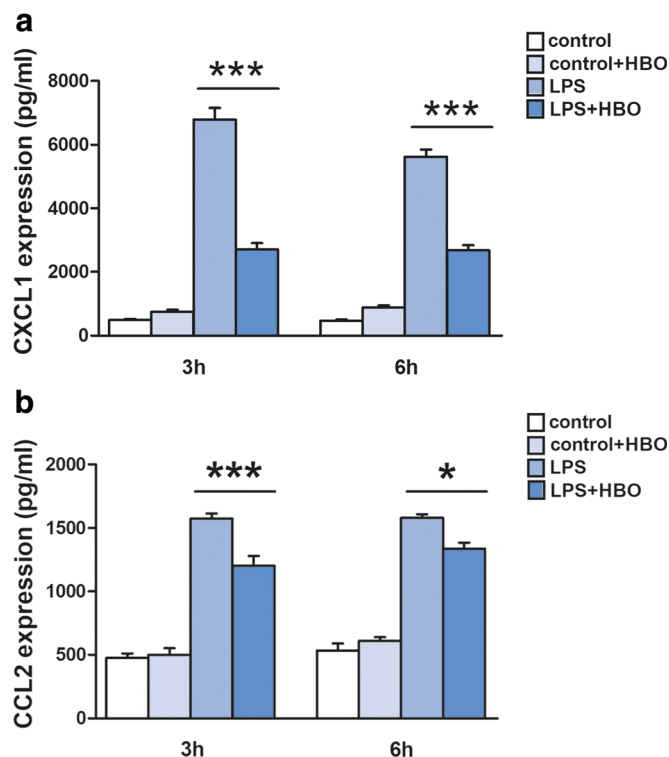 a
control
control+HBO
LPS
LPS+HBO
CXCL1 expression (pg/ml)
8000
6000
4000
2000
0
***
***
3h
6h
b
control
control+HBO
LPS
LPS+HBO
CCL2 expression (pg/ml)
2000
1500
1000
500
0
***
*
3h
6h